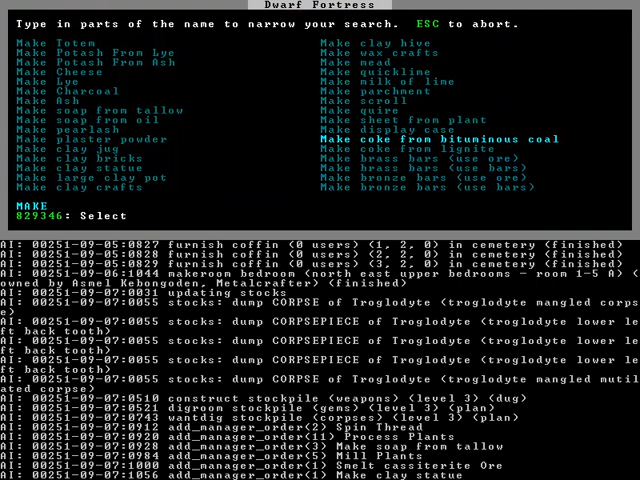 Dwarf Fortress
Type in parts of the name to narrow your search. ESC to abort.
Make Totem
Make Potash From Lye
Make Potash From Ash
Make Cheese
Make Lye
Make Charcoal
Make Ash
Make soap from tallow
Make soap from oil
Make pearlash
Make plaster powder
Make clay jug
Make clay bricks
Make clay statue
Make large clay pot
Make clay crafts
Make clay hive
Make wax crafts
Make mead
Make quicklime
Make milk of lime
Make parchment
Make scroll
Make quire
Make sheet from plant
Make display case
Make coke from bituminous coal
Make coke from lignite
Make brass bars (use ore)
Make brass bars (use bars)
Make bronze bars (use ore)
Make bronze bars (use bars)
MAKE
829346: Select
AI: 00251-09-05:0827 furnish coffin (0 users) (1, 2, 0) in cemetery (finished)
AI: 00251-09-05:0828 furnish coffin (0 users) (2, 2, 0) in cemetery (finished)
AI: 00251-09-05:0829 furnish coffin (0 users) (3, 2, 0) in cemetery (finished)
AI: 00251-09-06:1044 makeroom bedroom (north east upper bedrooms - room 1-5 A) (
owned by Asmel Kebongoden, Metalcrafter) (finished)
AI: 00251-09-07:0031 updating stocks
AI: 00251-09-07:0055 stocks: dump CORPSE of Troglodyte (troglodyte mangled corps
e)
AI: 00251-09-07:0055 stocks: dump CORPSEPIECE of Troglodyte (troglodyte lower le
ft back tooth)
AI: 00251-09-07:0055 stocks: dump CORPSEPIECE of Troglodyte (troglodyte lower le
ft back tooth)
AI: 00251-09-07:0055 stocks: dump CORPSEPIECE of Troglodyte (troglodyte lower le
ft back tooth)
AI: 00251-09-07:0055 stocks: dump CORPSE of Troglodyte (troglodyte mangled mutil
ated corpse)
AI: 00251-09-07:0510 construct stockpile (weapons) (level 3) (dug)
AI: 00251-09-07:0521 digroom stockpile (gems) (level 3) (plan)
AI: 00251-09-07:0743 wantdig stockpile (corpses) (level 3) (plan)
AI: 00251-09-07:0912 add_manager_order(2) Spin Thread
AI: 00251-09-07:0920 add_manager_order(11) Process Plants
AI: 00251-09-07:0928 add_manager_order(3) Make soap from tallow
AI: 00251-09-07:0984 add_manager_order(5) Mill Plants
AI: 00251-09-07:1000 add_manager_order(1) Smelt cassiterite Ore
AI: 00251-09-07:1056 add_manager_order(1) Make clay statue